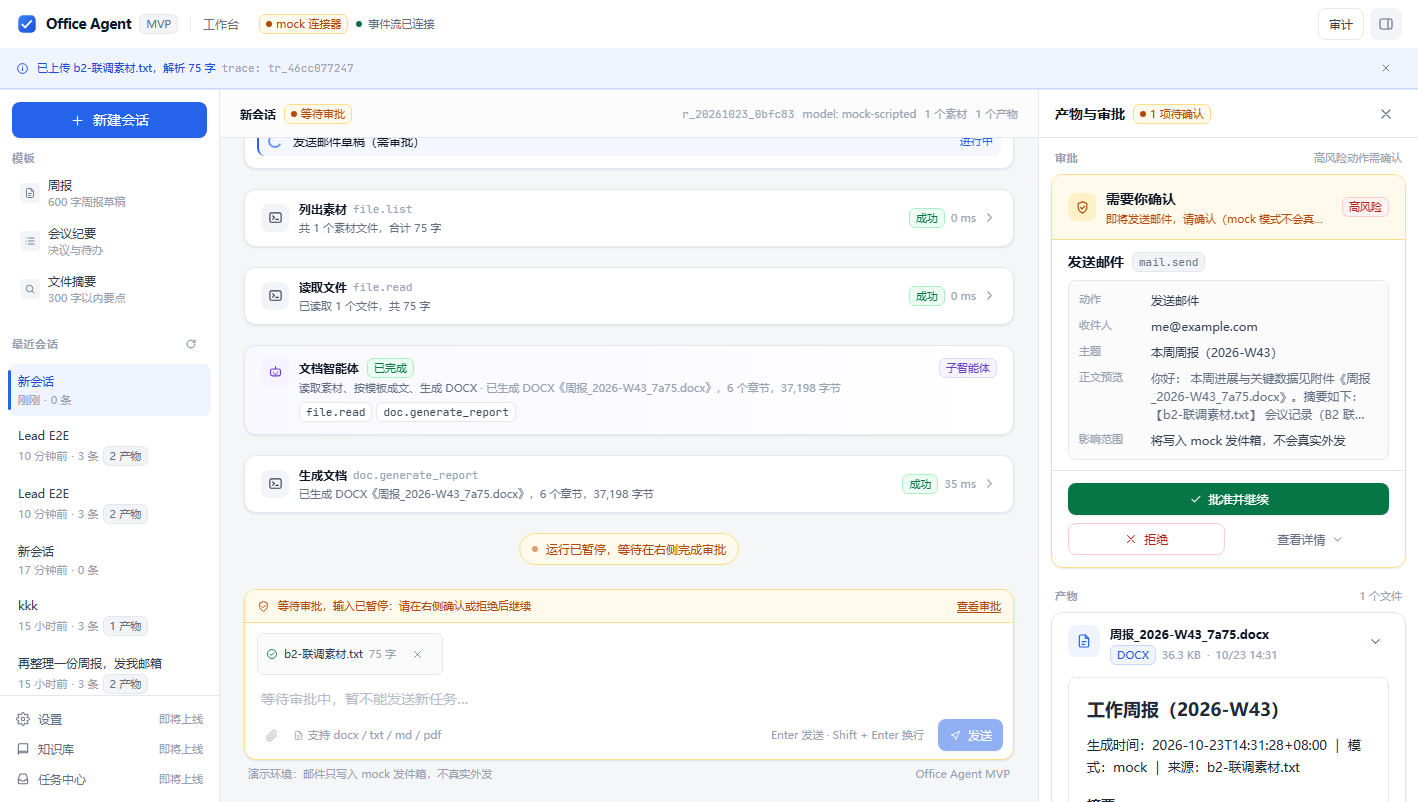 Office Agent MVP 工作台 mock 连接器 事件流已连接 审计
已上传 b2-联调素材.txt，解析 75 字 trace: tr_46cc077247
新建会话
模板
周报
600 字周报草稿
会议纪要
决议与待办
文件摘要
300 字以内要点
最近会话
新会话
刚刚 · 0 条
Lead E2E
10 分钟前 · 3 条 2 产物
Lead E2E
10 分钟前 · 3 条 2 产物
新会话
17 分钟前 · 0 条
kkk
15 小时前 · 3 条 1 产物
再整理一份周报，发我邮箱
15 小时前 · 3 条 2 产物
设置 即将上线
知识库 即将上线
任务中心 即将上线
新会话 等待审批 r_20261023_0bfc83 model: mock-scripted 1 个素材 1 个产物
发送邮件草稿（需审批） 进行中
列出素材 file.list
共 1 个素材文件，合计 75 字
成功 0 ms
读取文件 file.read
已读取 1 个文件，共 75 字
成功 0 ms
文档智能体 已完成 子智能体
读取素材、按模板成文、生成 DOCX · 已生成 DOCX《周报_2026-W43_7a75.docx》，6 个章节，37,198 字节
file.read doc.generate_report
生成文档 doc.generate_report
已生成 DOCX《周报_2026-W43_7a75.docx》，6 个章节，37,198 字节
成功 35 ms
运行已暂停，等待在右侧完成审批
等待审批，输入已暂停：请在右侧确认或拒绝后继续 查看审批
b2-联调素材.txt 75 字
等待审批中，暂不能发送新任务...
支持 docx / txt / md / pdf Enter 发送 · Shift + Enter 换行 发送
演示环境：邮件只写入 mock 发件箱，不真实外发 Office Agent MVP
产物与审批 1 项待确认
审批 高风险动作需确认
需要你确认
即将发送邮件，请确认（mock 模式不会真... 高风险
发送邮件 mail.send
动作 发送邮件
收件人 me@example.com
主题 本周周报（2026-W43）
正文预览 你好： 本周进展与关键数据见附件《周报
_2026-W43_7a75.docx》。摘要如下：
【b2-联调素材.txt】 会议记录（B2 联...
影响范围 将写入 mock 发件箱，不会真实外发
批准并继续
拒绝 查看详情
产物 1 个文件
周报_2026-W43_7a75.docx
DOCX 36.3 KB · 10/23 14:31
工作周报（2026-W43）
生成时间：2026-10-23T14:31:28+08:00 | 模
式：mock | 来源：b2-联调素材.txt